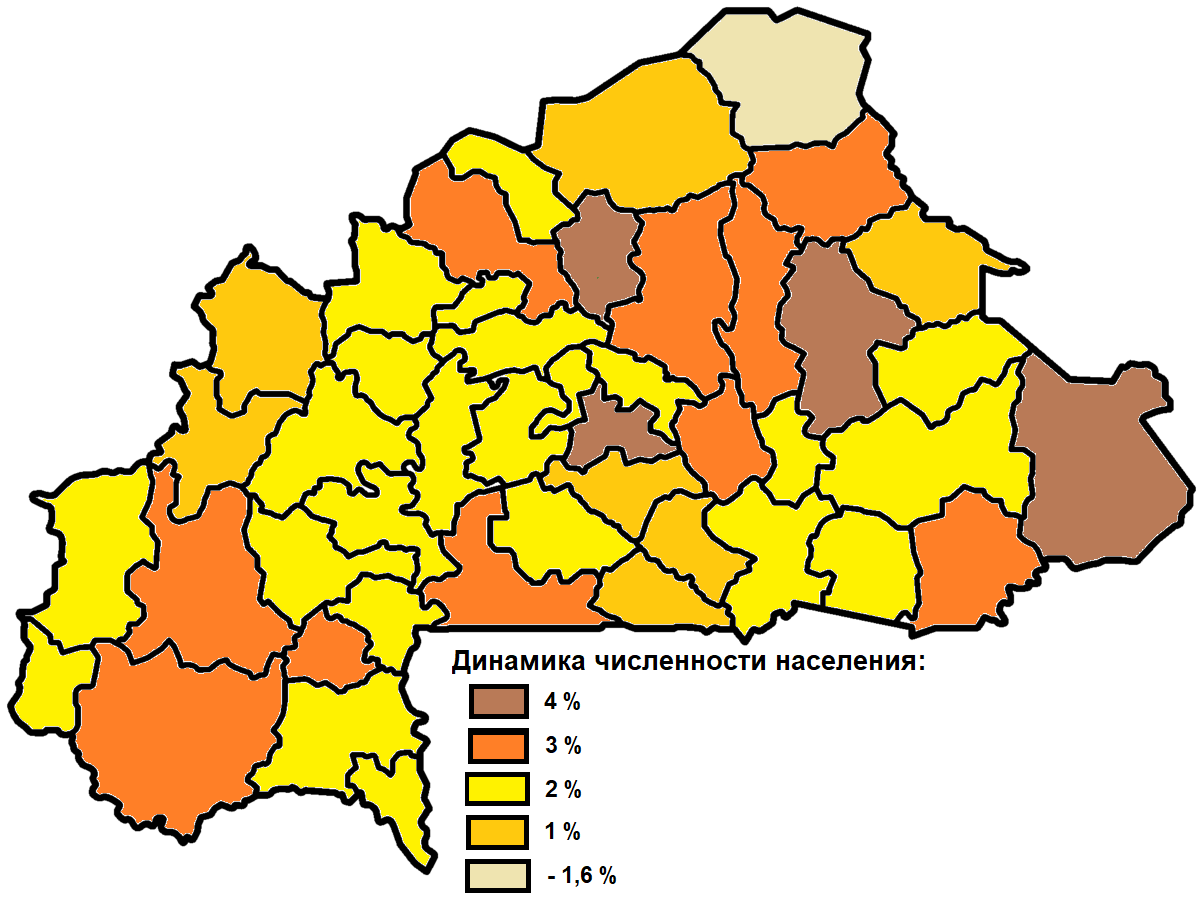 Динамика численности населения:
4 %
3 %
2 %
1 %
- 1,6 %